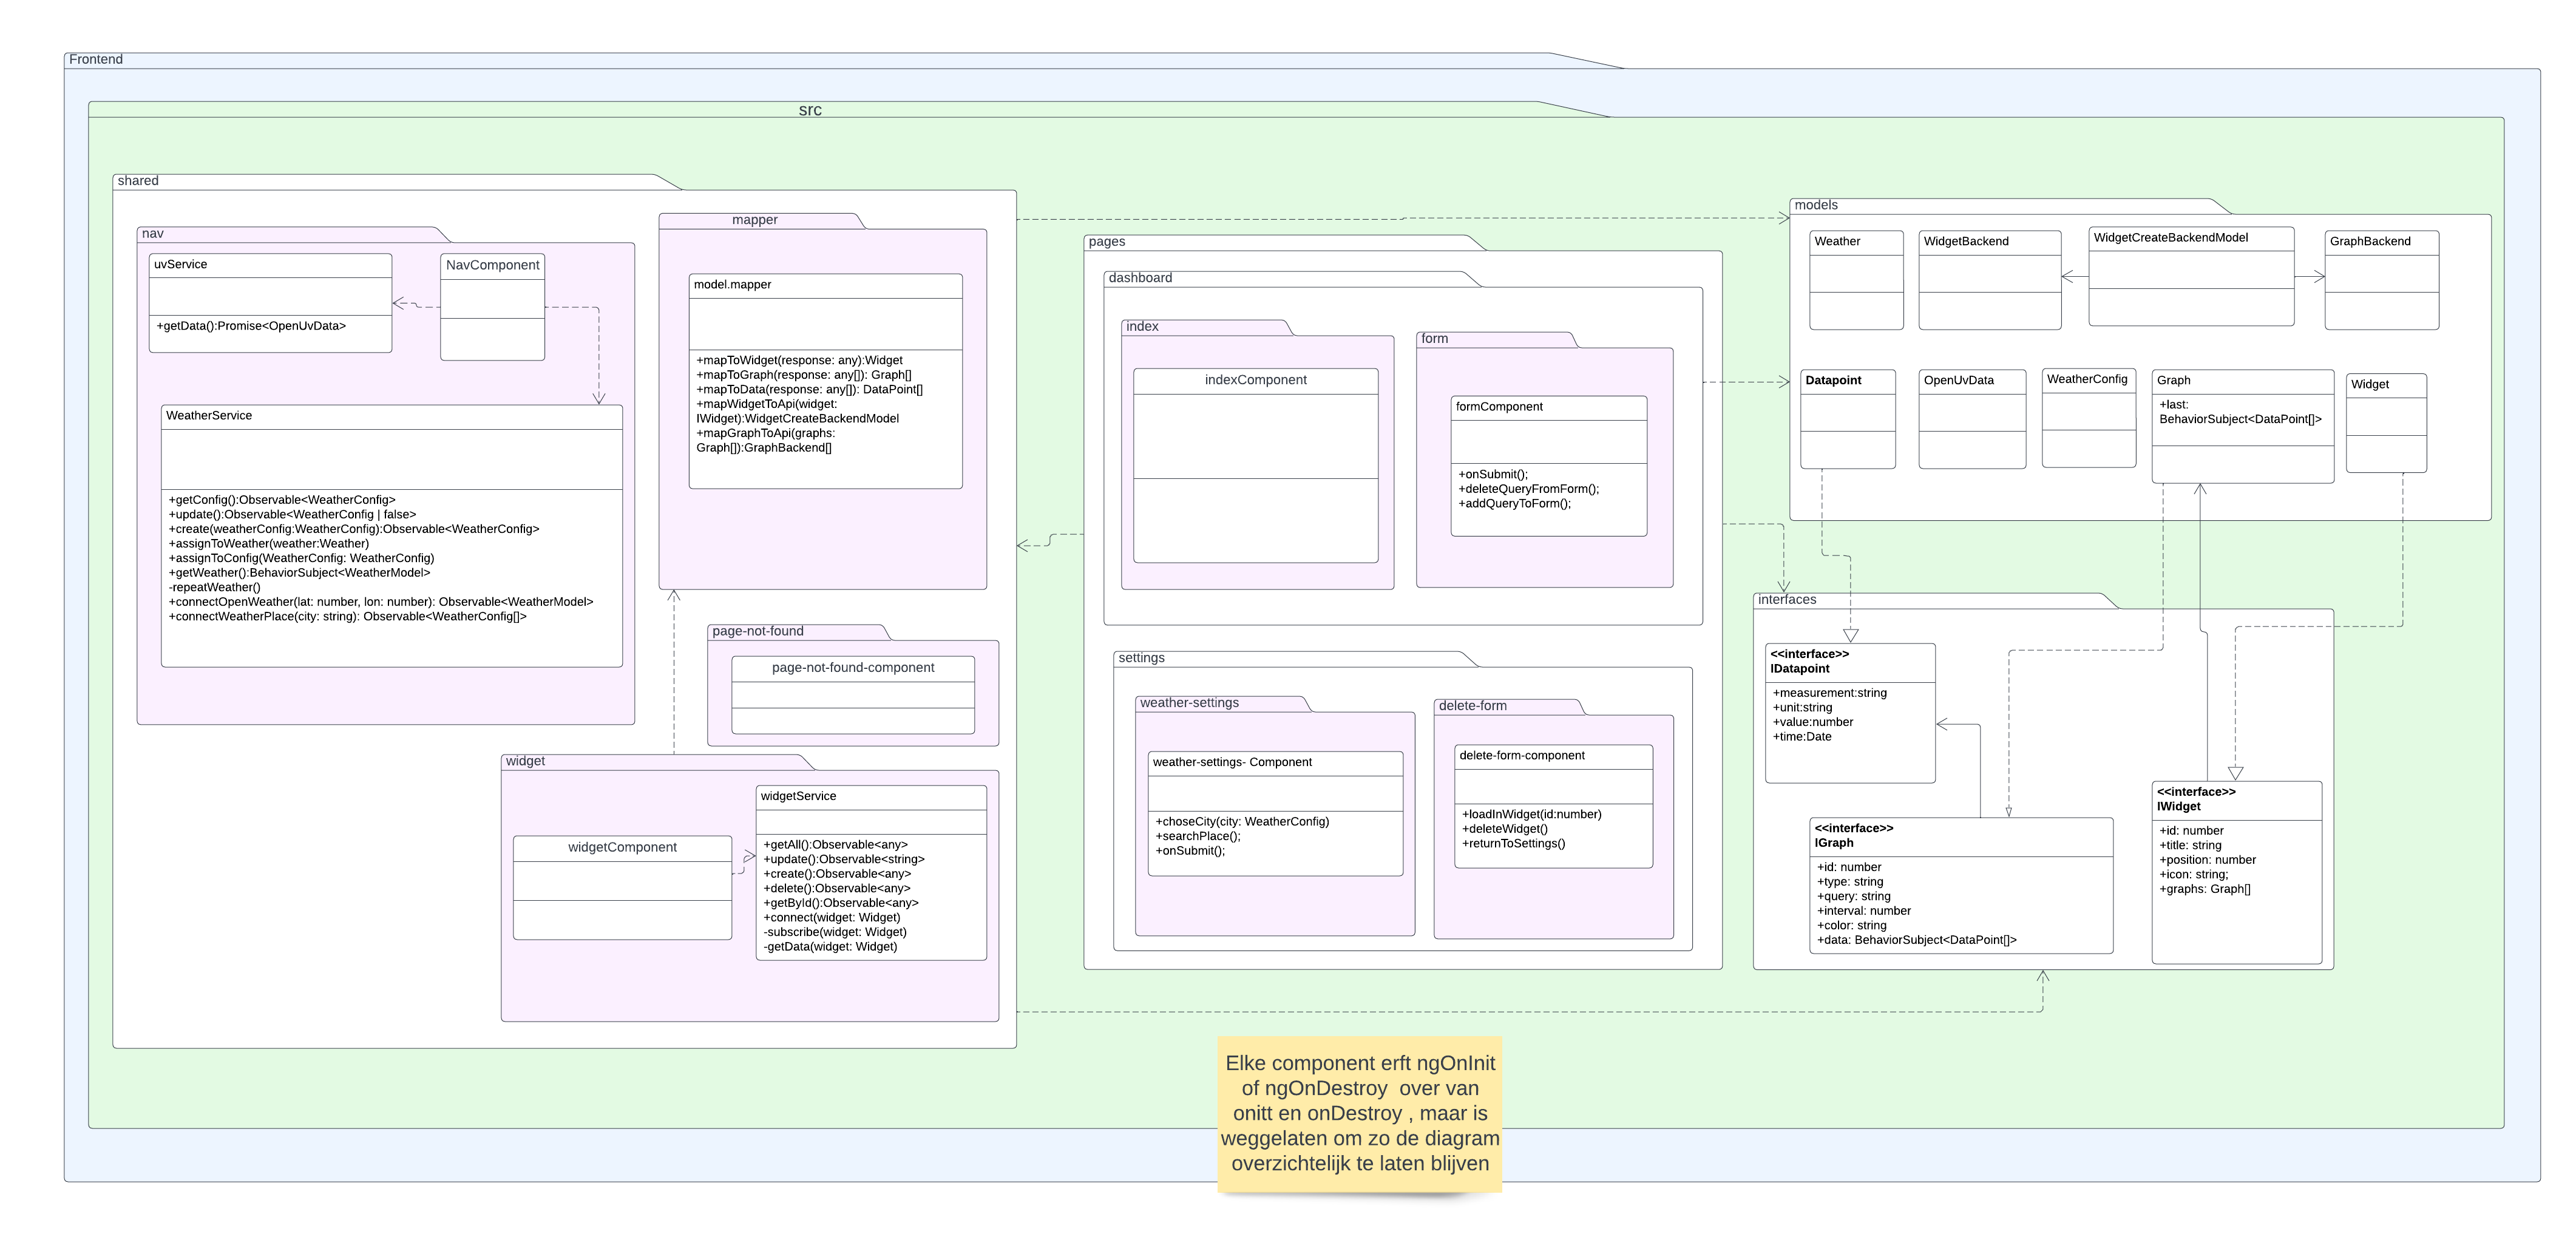 Frontend
src
shared
nav
uvService
+getData():Promise<OpenUvData>
NavComponent
WeatherService
+getConfig():Observable<WeatherConfig>
+update():Observable<WeatherConfig | false>
+create(weatherConfig:WeatherConfig):Observable<WeatherConfig>
+assignToWeather(weather:Weather)
+assignToConfig(WeatherConfig: WeatherConfig)
+getWeather():BehaviorSubject<WeatherModel>
-repeatWeather()
+connectOpenWeather(lat: number, lon: number): Observable<WeatherModel>
+connectWeatherPlace(city: string): Observable<WeatherConfig[]>
mapper
model.mapper
+mapToWidget(response: any):Widget
+mapToGraph(response: any[]): Graph[]
+mapToData(response: any[]): DataPoint[]
+mapWidgetToApi(widget:
IWidget):WidgetCreateBackendModel
+mapGraphToApi(graphs:
Graph[]):GraphBackend[]
page-not-found
page-not-found-component
widget
widgetComponent
widgetService
+getAll():Observable<any>
+update():Observable<string>
+create():Observable<any>
+delete():Observable<any>
+getById():Observable<any>
+connect(widget: Widget)
-subscribe(widget: Widget)
-getData(widget: Widget)
pages
dashboard
index
indexComponent
form
formComponent
+onSubmit();
+deleteQueryFromForm();
+addQueryToForm();
settings
weather-settings
weather-settings- Component
+choseCity(city: WeatherConfig)
+searchPlace();
+onSubmit();
delete-form
delete-form-component
+loadInWidget(id:number)
+deleteWidget()
+returnToSettings()
models
Weather
WidgetBackend
WidgetCreateBackendModel
GraphBackend
Datapoint
OpenUvData
WeatherConfig
Graph
+last:
BehaviorSubject<DataPoint[]>
Widget
interfaces
<<interface>>
IDatapoint
+measurement:string
+unit:string
+value:number
+time:Date
<<interface>>
IGraph
+id: number
+type: string
+query: string
+interval: number
+color: string
+data: BehaviorSubject<DataPoint[]>
<<interface>>
IWidget
+id: number
+title: string
+position: number
+icon: string;
+graphs: Graph[]
Elke component erft ngOnInit
of ngOnDestroy  over van
onitt en onDestroy , maar is
weggelaten om zo de diagram
overzichtelijk te laten blijven